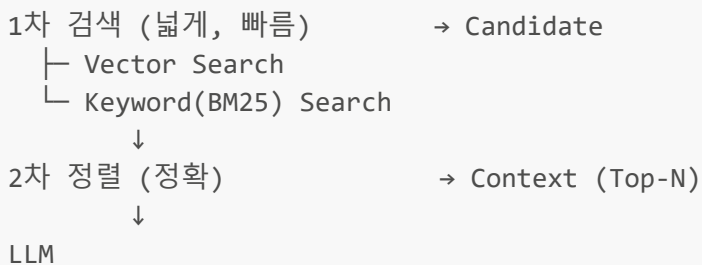 1차 검색 (넓게, 빠름) → Candidate
├─ Vector Search
└─ Keyword(BM25) Search
↓
2차 정렬 (정확) → Context (Top-N)
↓
LLM